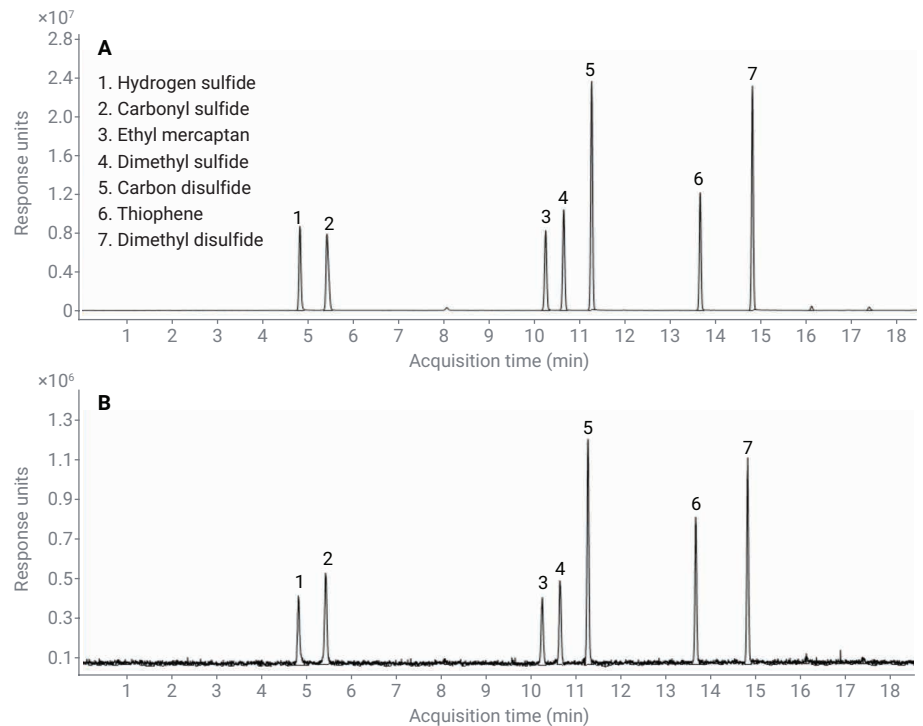 ×10⁷
A
2.8
2.4
2.0
1.6
1.2
0.8
0.4
0
Response units
1. Hydrogen sulfide
2. Carbonyl sulfide
3. Ethyl mercaptan
4. Dimethyl sulfide
5. Carbon disulfide
6. Thiophene
7. Dimethyl disulfide
1 2 3 4 5 6 7
1 2 3 4 5 6 7 8 9 10 11 12 13 14 15 16 17 18
Acquisition time (min)
×10⁶
B
1.3
1.1
0.9
0.7
0.5
0.3
0.1
Response units
1 2 3 4 5 6 7
1 2 3 4 5 6 7 8 9 10 11 12 13 14 15 16 17 18
Acquisition time (min)